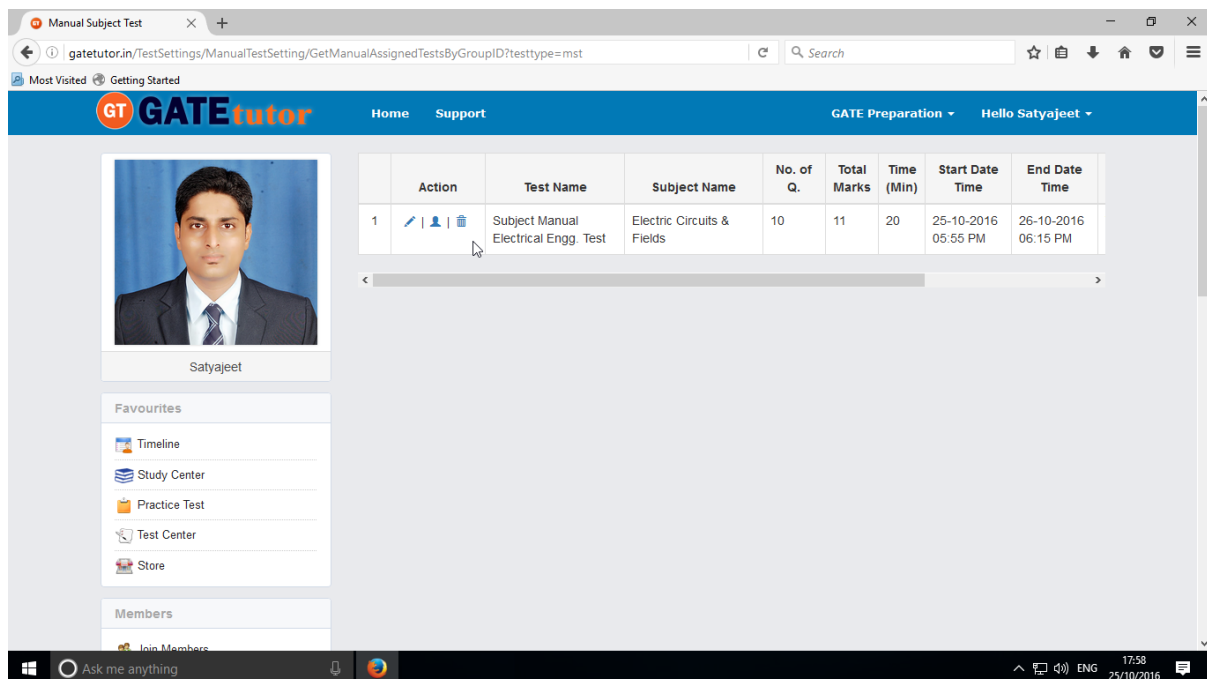 Manual Subject Test
gatetutor.in/TestSettings/ManualTestSetting/GetManualAssignedTestsByGroupID?testtype=mst
Search
Most Visited Getting Started
GT GATEtutor Home Support GATE Preparation Hello Satyajeet
Action Test Name Subject Name No. of Q. Total Marks Time (Min) Start Date Time End Date Time
1 | | Subject Manual Electric Circuits & 10 11 20 25-10-2016 26-10-2016
Electrical Engg. Test Fields 05:55 PM 06:15 PM
Satyajeet
Favourites
Timeline
Study Center
Practice Test
Test Center
Store
Members
Join Members
Ask me anything ENG 17:58
25/10/2016